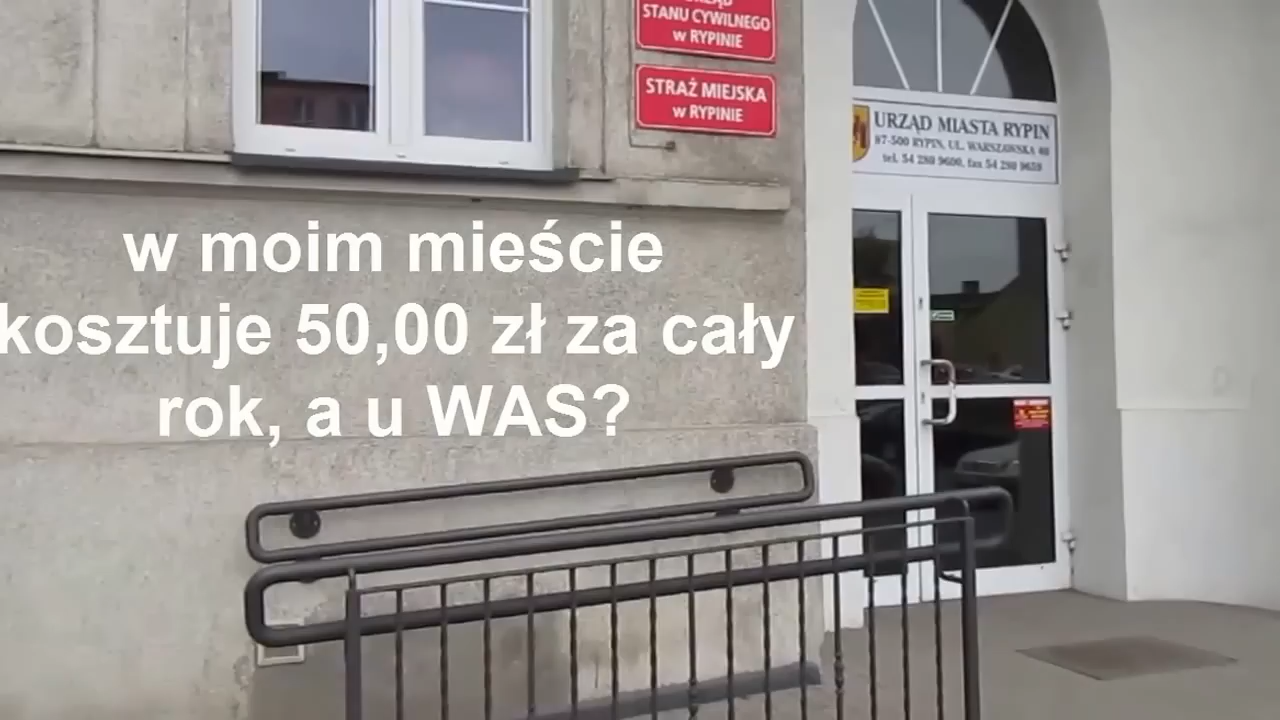 URZĄD
STANU CYWILNEGO
w RYPINIE
STRAŻ MIEJSKA
w RYPINIE
URZĄD MIASTA RYPIN
87-500 RYPIN, UL. WARSZAWSKA 40
tel. 54 280 9600, fax 54 280 9659
w moim mieście
kosztuje 50,00 zł za cały
rok, a u WAS?